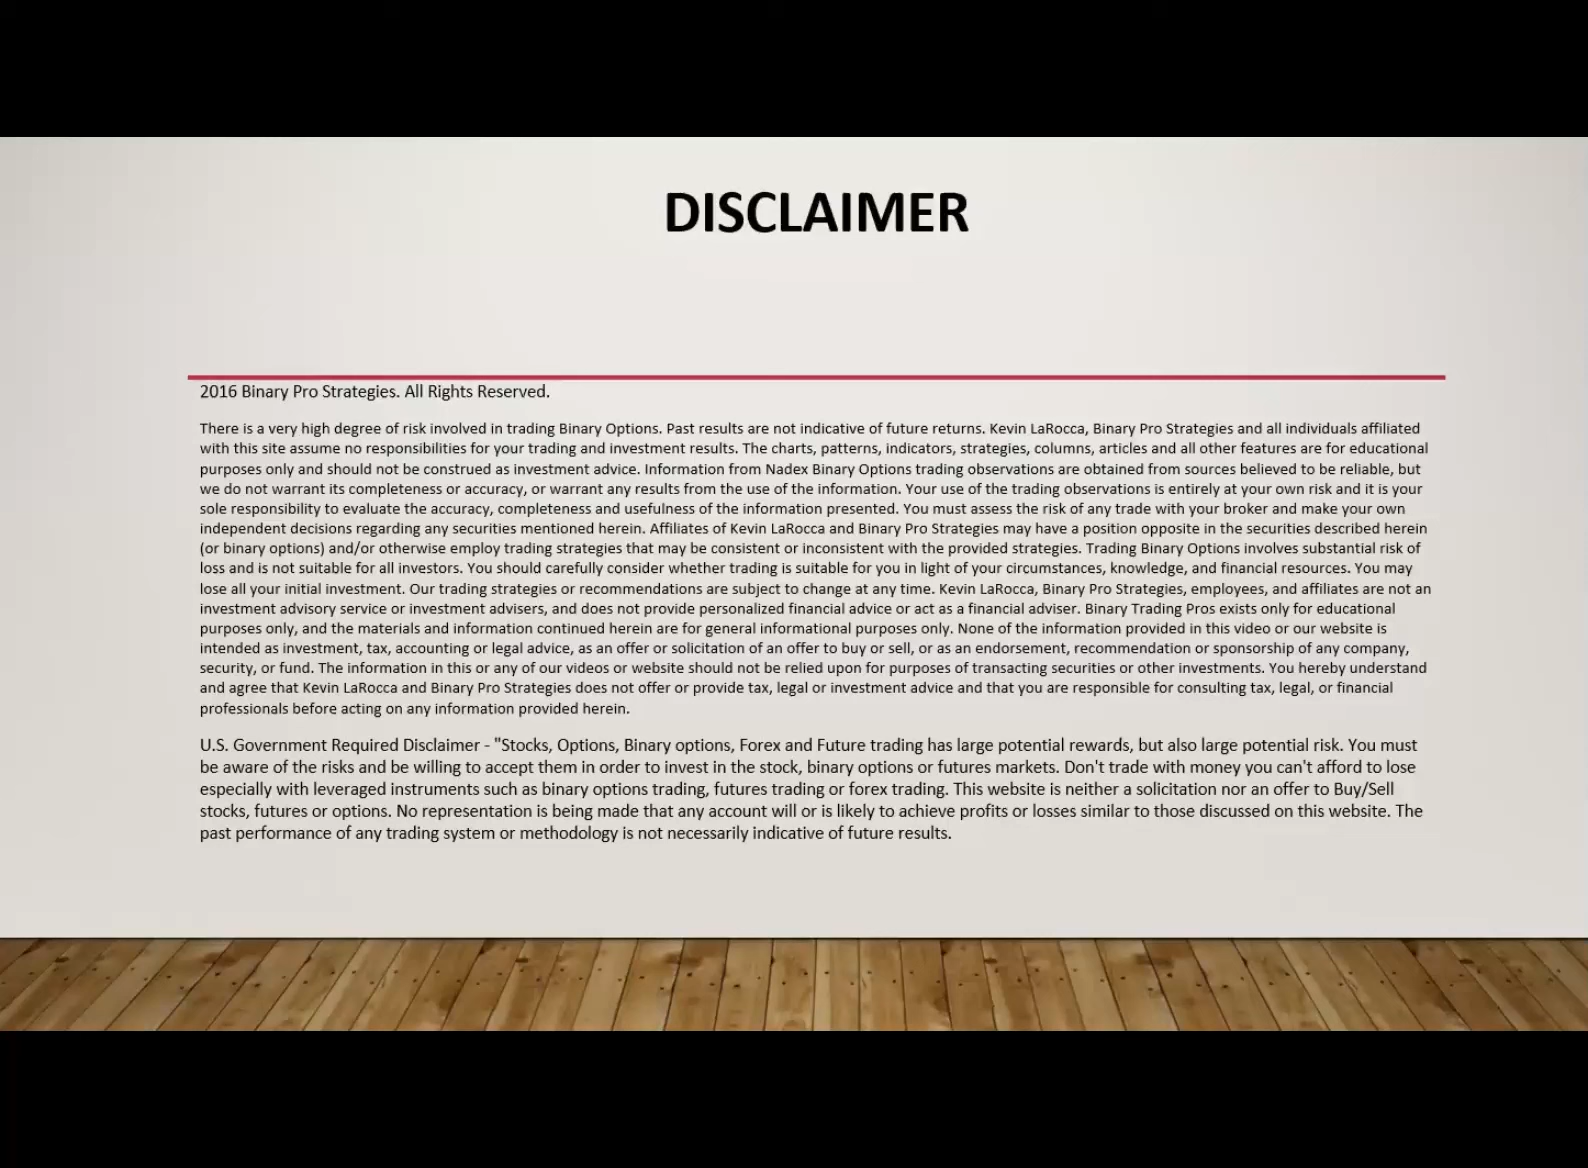 DISCLAIMER
2016 Binary Pro Strategies. All Rights Reserved.
There is a very high degree of risk involved in trading Binary Options. Past results are not indicative of future returns. Kevin LaRocca, Binary Pro Strategies and all individuals affiliated
with this site assume no responsibilities for your trading and investment results. The charts, patterns, indicators, strategies, columns, articles and all other features are for educational
purposes only and should not be construed as investment advice. Information from Nadex Binary Options trading observations are obtained from sources believed to be reliable, but
we do not warrant its completeness or accuracy, or warrant any results from the use of the information. Your use of the trading observations is entirely at your own risk and it is your
sole responsibility to evaluate the accuracy, completeness and usefulness of the information presented. You must assess the risk of any trade with your broker and make your own
independent decisions regarding any securities mentioned herein. Affiliates of Kevin LaRocca and Binary Pro Strategies may have a position opposite in the securities described herein
(or binary options) and/or otherwise employ trading strategies that may be consistent or inconsistent with the provided strategies. Trading Binary Options involves substantial risk of
loss and is not suitable for all investors. You should carefully consider whether trading is suitable for you in light of your circumstances, knowledge, and financial resources. You may
lose all your initial investment. Our trading strategies or recommendations are subject to change at any time. Kevin LaRocca, Binary Pro Strategies, employees, and affiliates are not an
investment advisory service or investment advisers, and does not provide personalized financial advice or act as a financial adviser. Binary Trading Pros exists only for educational
purposes only, and the materials and information continued herein are for general informational purposes only. None of the information provided in this video or our website is
intended as investment, tax, accounting or legal advice, as an offer or solicitation of an offer to buy or sell, or as an endorsement, recommendation or sponsorship of any company,
security, or fund. The information in this or any of our videos or website should not be relied upon for purposes of transacting securities or other investments. You hereby understand
and agree that Kevin LaRocca and Binary Pro Strategies does not offer or provide tax, legal or investment advice and that you are responsible for consulting tax, legal, or financial
professionals before acting on any information provided herein.
U.S. Government Required Disclaimer - "Stocks, Options, Binary options, Forex and Future trading has large potential rewards, but also large potential risk. You must
be aware of the risks and be willing to accept them in order to invest in the stock, binary options or futures markets. Don't trade with money you can't afford to lose
especially with leveraged instruments such as binary options trading, futures trading or forex trading. This website is neither a solicitation nor an offer to Buy/Sell
stocks, futures or options. No representation is being made that any account will or is likely to achieve profits or losses similar to those discussed on this website. The
past performance of any trading system or methodology is not necessarily indicative of future results.